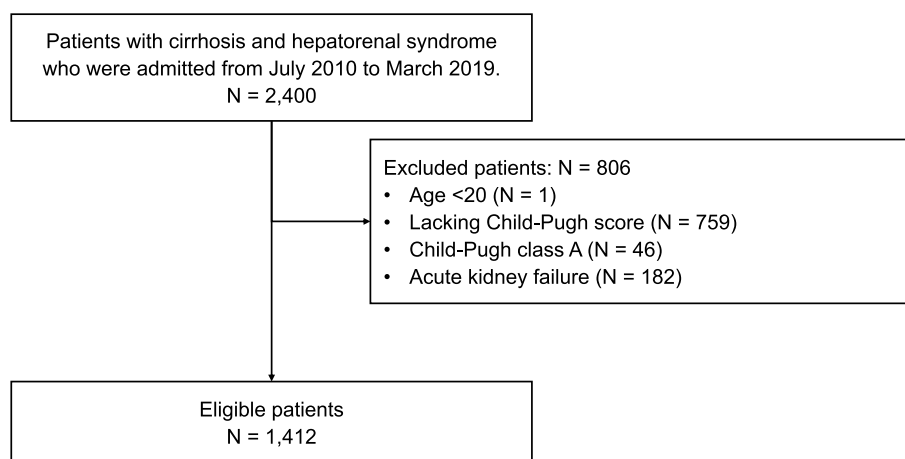 Patients with cirrhosis and hepatorenal syndrome
who were admitted from July 2010 to March 2019.
N = 2,400
Excluded patients: N = 806
• Age <20 (N = 1)
• Lacking Child-Pugh score (N = 759)
• Child-Pugh class A (N = 46)
• Acute kidney failure (N = 182)
Eligible patients
N = 1,412